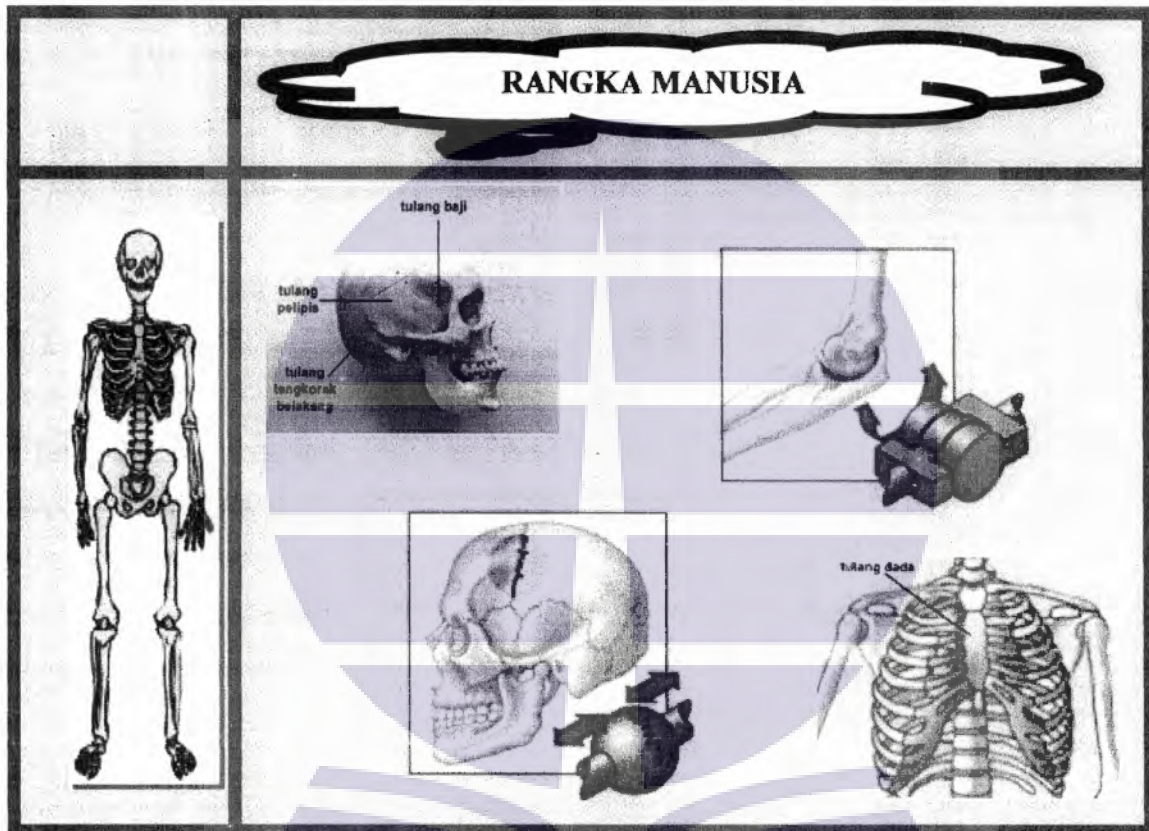 RANGKA MANUSIA
tulang baji
tulang
pelipis
tulang
tengkorak
belakang
tulang dada